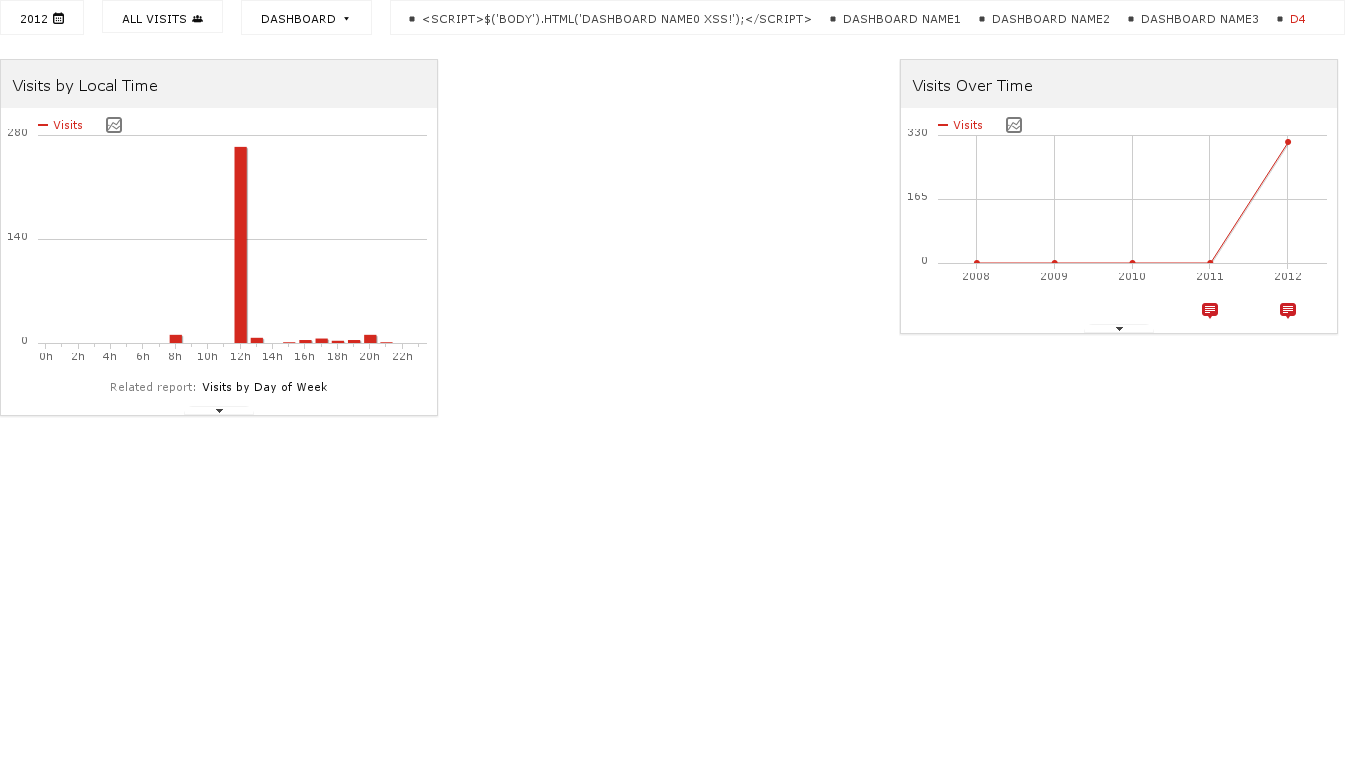 2012 ALL VISITS DASHBOARD <SCRIPT>$('BODY').HTML('DASHBOARD NAME0 XSS!');</SCRIPT> DASHBOARD NAME1 DASHBOARD NAME2 DASHBOARD NAME3 D4
Visits by Local Time
Visits
280
140
0
0h 2h 4h 6h 8h 10h 12h 14h 16h 18h 20h 22h
Related report: Visits by Day of Week
Visits Over Time
Visits
330
165
0
2008 2009 2010 2011 2012